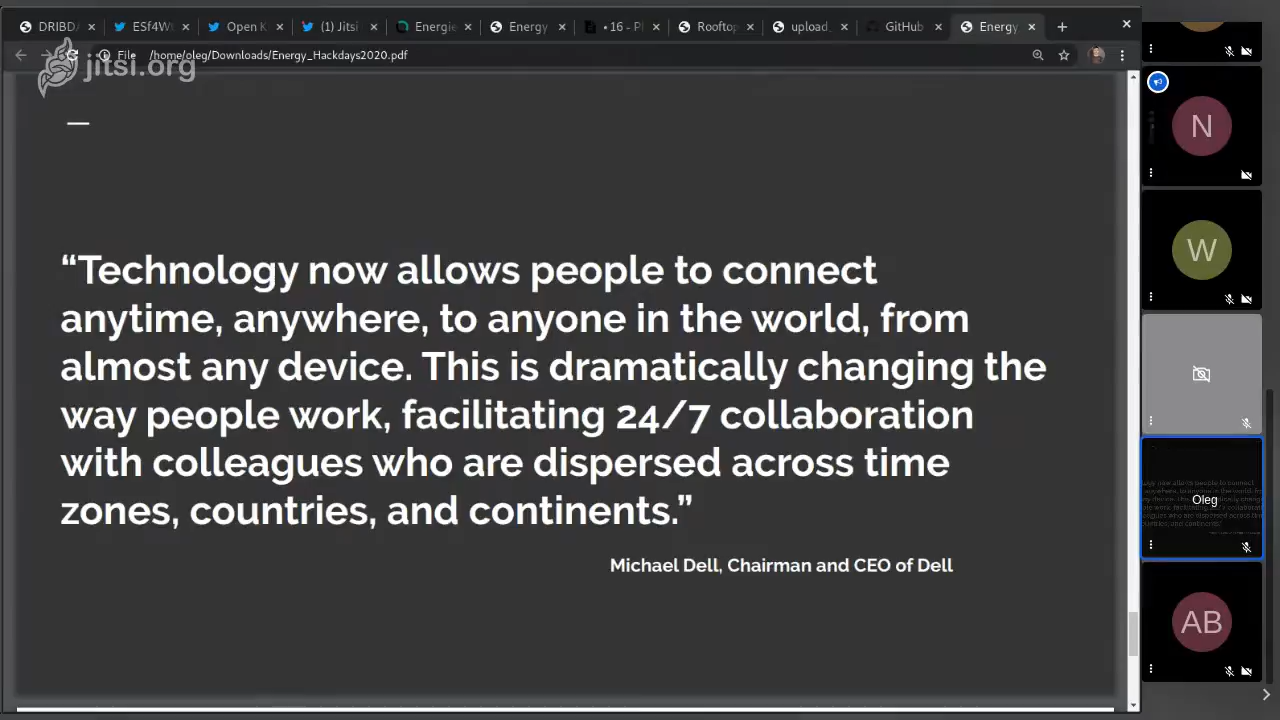 DRIBDA
ESf4W
Open K
(1) Jitsi
Energie
Energy
• 16 - P
Rooftop
upload_
GitHub
Energy
File /home/oleg/Downloads/Energy_Hackdays2020.pdf
jitsi.org
“Technology now allows people to connect
anytime, anywhere, to anyone in the world, from
almost any device. This is dramatically changing the
way people work, facilitating 24/7 collaboration
with colleagues who are dispersed across time
zones, countries, and continents.”
Michael Dell, Chairman and CEO of Dell
N
W
Oleg
AB